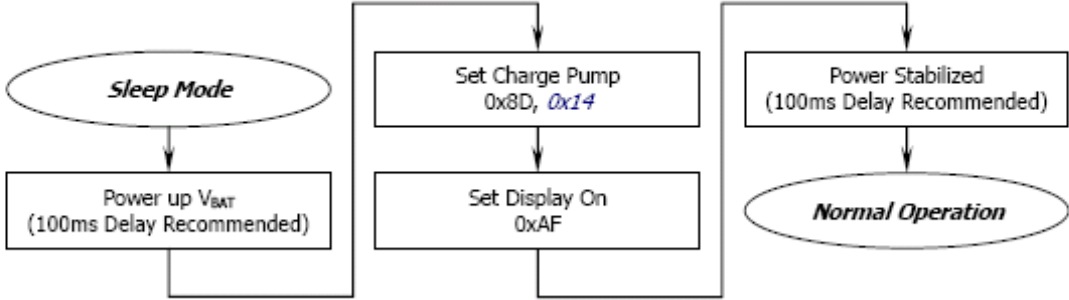 Sleep Mode
Power up VBAT
(100ms Delay Recommended)
Set Charge Pump
0x8D, 0x14
Set Display On
0xAF
Power Stabilized
(100ms Delay Recommended)
Normal Operation